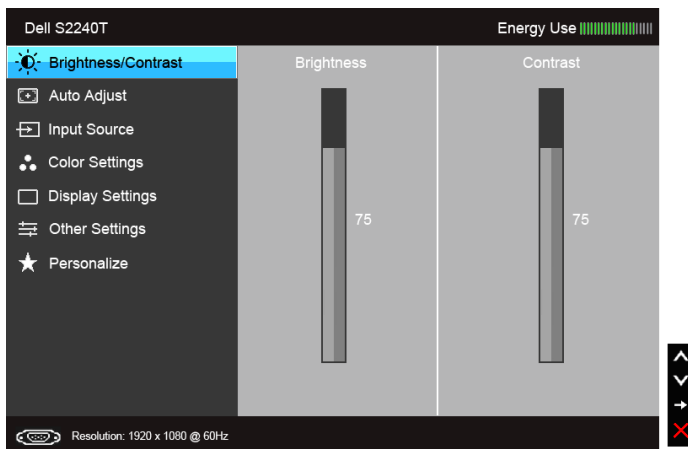 Dell S2240T
Energy Use
Brightness/Contrast
Brightness
Contrast
Auto Adjust
Input Source
Color Settings
Display Settings
75
75
Other Settings
Personalize
Resolution: 1920 x 1080 @ 60Hz